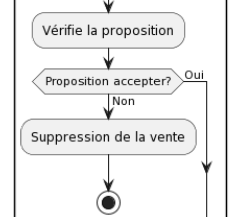 Vérifie la proposition
Proposition accepter?
Oui
Non
Suppression de la vente